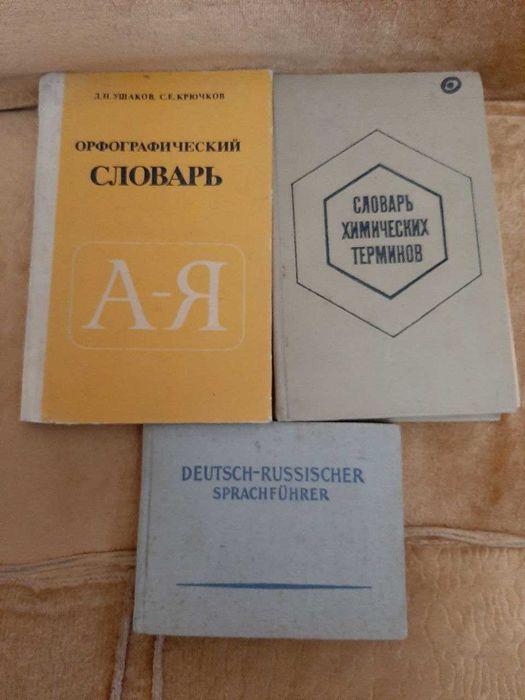 Д.Н. УШАКОВ, С.Е. КРЮЧКОВ
ОРФОГРАФИЧЕСКИЙ
СЛОВАРЬ
А-Я
СЛОВАРЬ
ХИМИЧЕСКИХ
ТЕРМИНОВ
DEUTSCH-RUSSISCHER
SPRACHFÜHRER